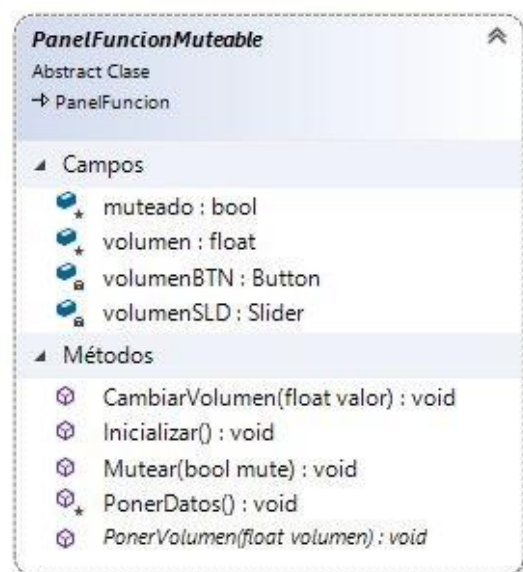 PanelFuncionMuteable
Abstract Clase
PanelFuncion
Campos
muteado : bool
volumen : float
volumenBTN : Button
volumenSLD : Slider
Métodos
CambiarVolumen(float valor) : void
Inicializar() : void
Mutear(bool mute) : void
PonerDatos() : void
PonerVolumen(float volumen) : void